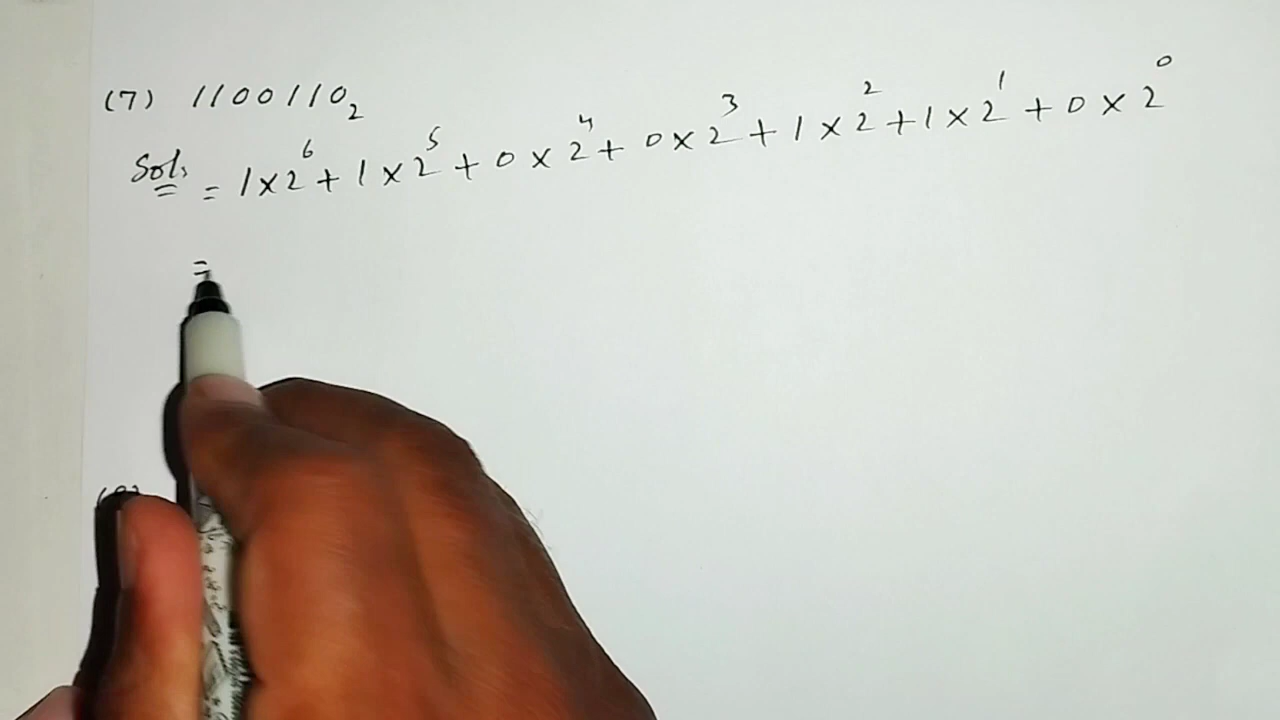 (7) 1100110₂
Sol: = 1×2⁶ + 1×2⁵ + 0×2⁴ + 0×2³ + 1×2² + 1×2¹ + 0×2⁰
=